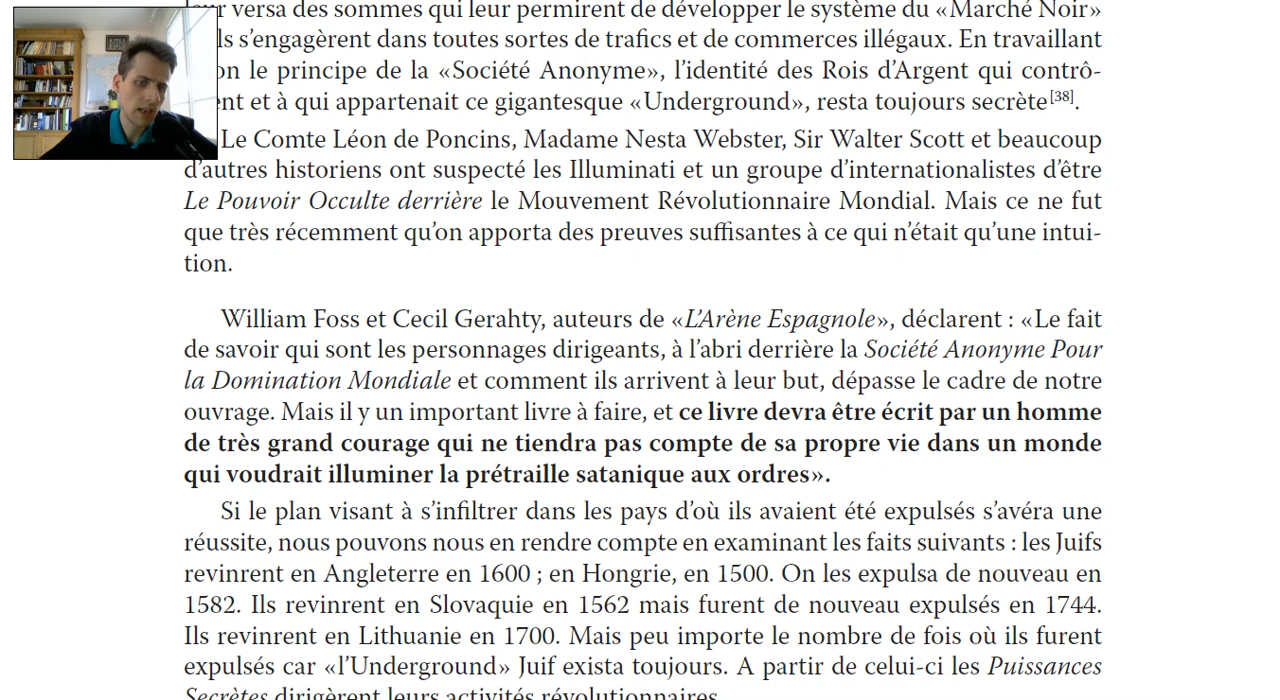 leur versa des sommes qui leur permirent de développer le système du «Marché Noir»
ils s’engagèrent dans toutes sortes de trafics et de commerces illégaux. En travaillant
on le principe de la «Société Anonyme», l’identité des Rois d’Argent qui contrô-
ent et à qui appartenait ce gigantesque «Underground», resta toujours secrète[38].
Le Comte Léon de Poncins, Madame Nesta Webster, Sir Walter Scott et beaucoup
d’autres historiens ont suspecté les Illuminati et un groupe d’internationalistes d’être
Le Pouvoir Occulte derrière le Mouvement Révolutionnaire Mondial. Mais ce ne fut
que très récemment qu’on apporta des preuves suffisantes à ce qui n’était qu’une intui-
tion.
William Foss et Cecil Gerahty, auteurs de «L’Arène Espagnole», déclarent : «Le fait
de savoir qui sont les personnages dirigeants, à l’abri derrière la Société Anonyme Pour
la Domination Mondiale et comment ils arrivent à leur but, dépasse le cadre de notre
ouvrage. Mais il y un important livre à faire, et ce livre devra être écrit par un homme
de très grand courage qui ne tiendra pas compte de sa propre vie dans un monde
qui voudrait illuminer la prétraille satanique aux ordres».
Si le plan visant à s’infiltrer dans les pays d’où ils avaient été expulsés s’avéra une
réussite, nous pouvons nous en rendre compte en examinant les faits suivants : les Juifs
revinrent en Angleterre en 1600 ; en Hongrie, en 1500. On les expulsa de nouveau en
1582. Ils revinrent en Slovaquie en 1562 mais furent de nouveau expulsés en 1744.
Ils revinrent en Lithuanie en 1700. Mais peu importe le nombre de fois où ils furent
expulsés car «l’Underground» Juif exista toujours. A partir de celui-ci les Puissances
Secrètes dirigèrent leurs activités révolutionnaires.